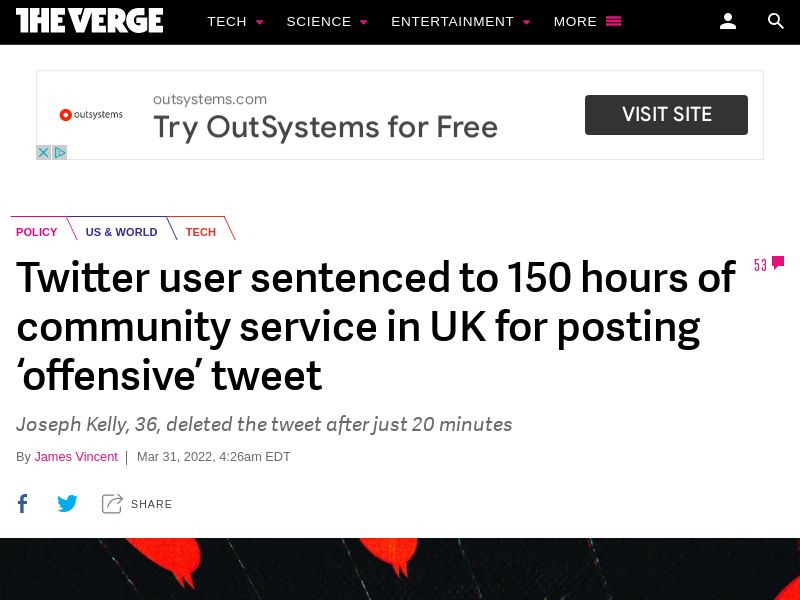 THE VERGE TECH SCIENCE ENTERTAINMENT MORE
outsystems.com
outsystems
Try OutSystems for Free
VISIT SITE
POLICY US & WORLD TECH
Twitter user sentenced to 150 hours of
community service in UK for posting
‘offensive’ tweet
53
Joseph Kelly, 36, deleted the tweet after just 20 minutes
By James Vincent | Mar 31, 2022, 4:26am EDT
SHARE